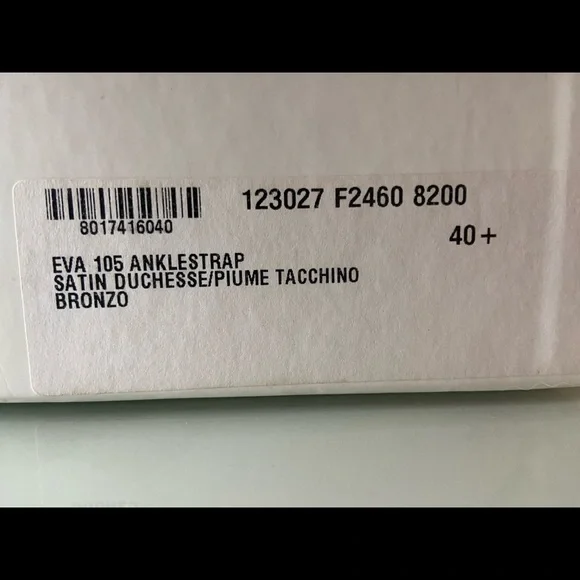 123027 F2460 8200
8017416040
40+
EVA 105 ANKLESTRAP
SATIN DUCHESSE/PIUME TACCHINO
BRONZO